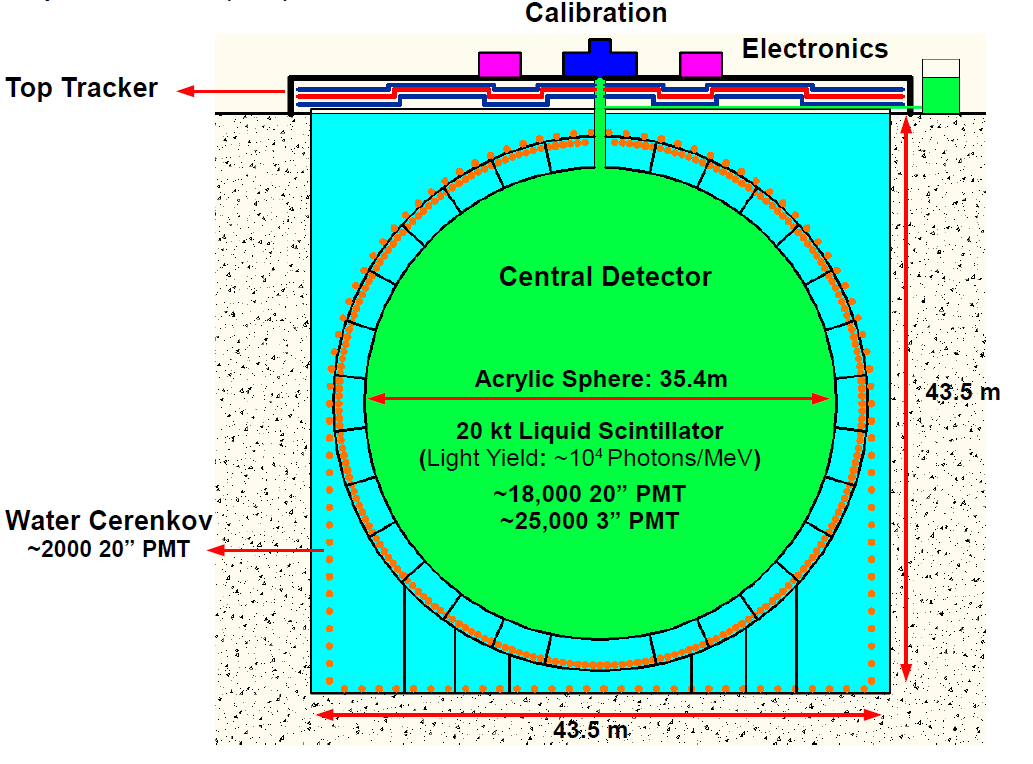 Calibration
Electronics
Top Tracker
Central Detector
Acrylic Sphere: 35.4m
43.5 m
20 kt Liquid Scintillator
(Light Yield: ~10⁴ Photons/MeV)
~18,000 20” PMT
~25,000 3” PMT
Water Cerenkov
~2000 20” PMT
43.5 m